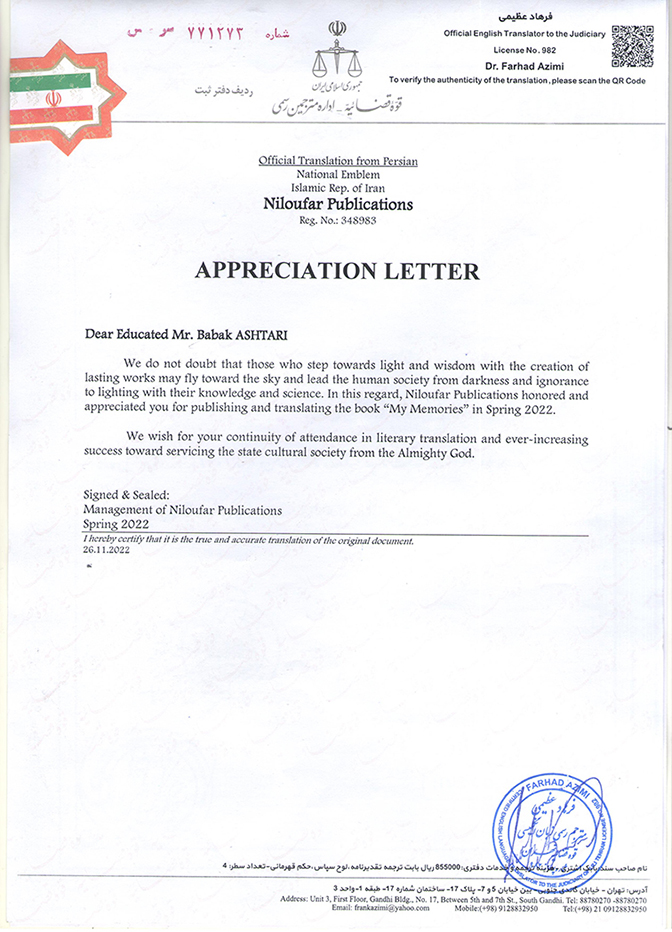 شماره ۷۷۱۲۷۳
ردیف دفتر ثبت
جمهوری اسلامی ایران
قوهٔ قضائیهٔ - اداره مترجمین رسمی
فرهاد عظیمی
Official English Translator to the Judiciary
License No. 982
Dr. Farhad Azimi
To verify the authenticity of the translation, please scan the QR Code
Official Translation from Persian
National Emblem
Islamic Rep. of Iran
Niloufar Publications
Reg. No.: 348983
APPRECIATION LETTER
Dear Educated Mr. Babak ASHTARI
We do not doubt that those who step towards light and wisdom with the creation of
lasting works may fly toward the sky and lead the human society from darkness and ignorance
to lighting with their knowledge and science. In this regard, Niloufar Publications honored and
appreciated you for publishing and translating the book “My Memories” in Spring 2022.
We wish for your continuity of attendance in literary translation and ever-increasing
success toward servicing the state cultural society from the Almighty God.
Signed & Sealed:
Management of Niloufar Publications
Spring 2022
I hereby certify that it is the true and accurate translation of the original document.
26.11.2022
FARHAD AZIMI
نام صاحب سند: بابک اشتری - هزینه ترجمه و خدمات دفتری: 855000 ریال بابت ترجمه تقدیرنامه، لوح سپاس، حکم قهرمانی-تعداد سطر: 4
آدرس: تهران - خیابان گاندی جنوبی- بین خیابان 5 و 7- پلاک 17- ساختمان شماره 17- طبقه 1- واحد 3
Address: Unit 3, First Floor, Gandhi Bldg., No. 17, Between 5th and 7th St., South Gandhi. Tel: 88780270 -88780270
Email: frankazimi@yahoo.com Mobile:(+98) 9128832950 Tel:(+98) 21 09128832950